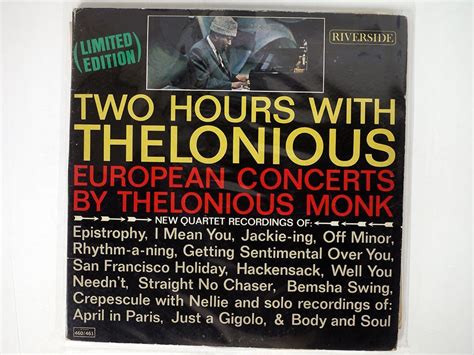 (LIMITED
EDITION)
RIVERSIDE
TWO HOURS WITH
THELONIOUS
EUROPEAN CONCERTS
BY THELONIOUS MONK
NEW QUARTET RECORDINGS OF:
Epistrophy, I Mean You, Jackie-ing, Off Minor,
Rhythm-a-ning, Getting Sentimental Over You,
San Francisco Holiday, Hackensack, Well You
Needn't, Straight No Chaser, Bemsha Swing,
Crepescule with Nellie and solo recordings of:
April in Paris, Just a Gigolo, & Body and Soul
460/461